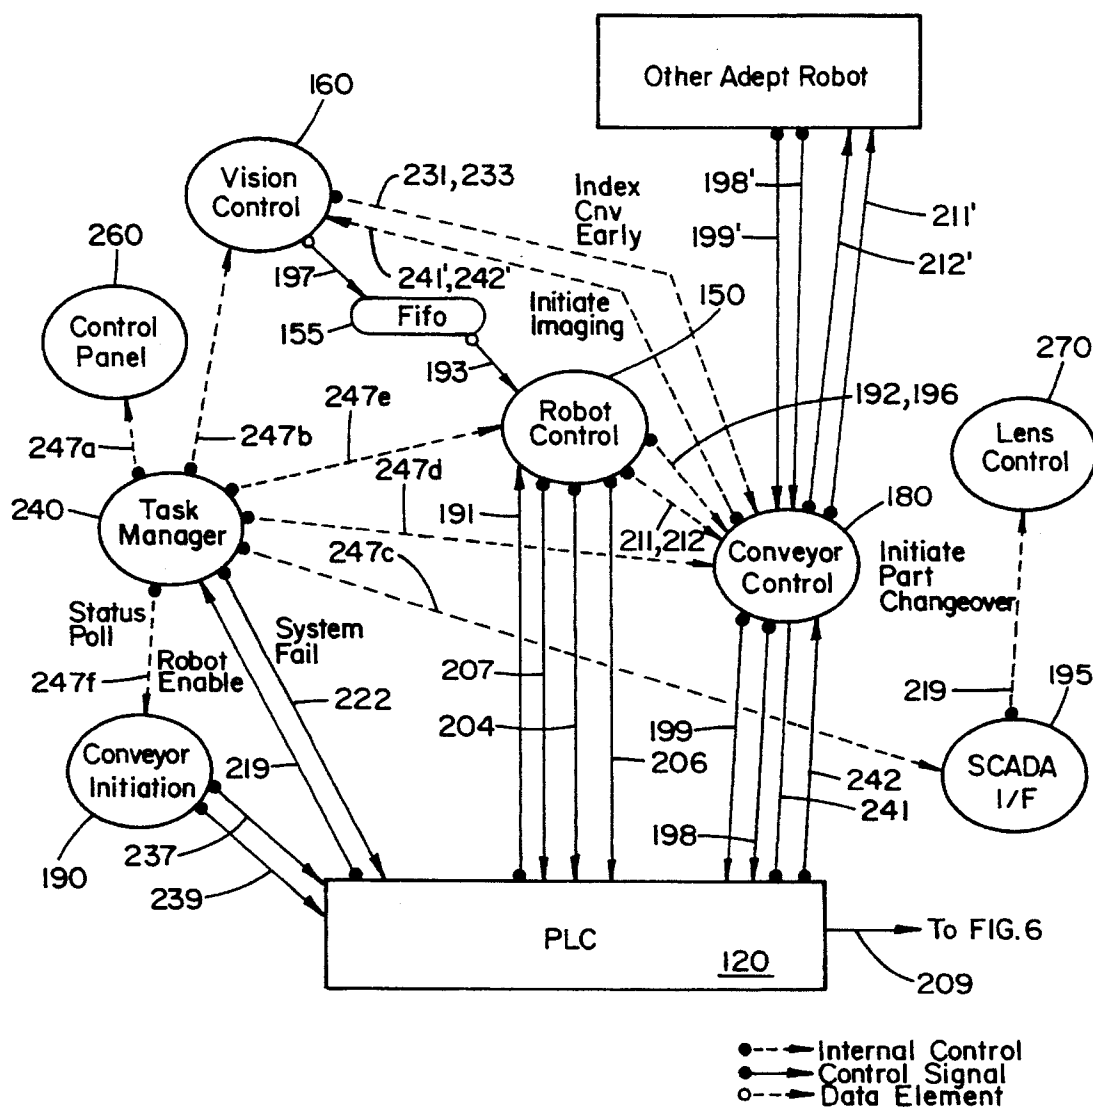 Other Adept Robot
160
Vision
Control
231,233
Index
Cnv
Early
198'
211'
199'
212'
260
197
241',242'
150
Control
Panel
155
Fifo
Initiate
Imaging
193
270
247e
192,196
Robot
Control
Lens
Control
247a
247b
247d
240
Task
Manager
191
180
211,212
247c
Conveyor
Control
Initiate
Part
Changeover
Status
Poll
System
Fail
Robot
Enable
247f
207
222
204
199
219
195
219
206
Conveyor
Initiation
242
241
SCADA
I/F
198
237
190
239
PLC
120
To FIG.6
209
Internal Control
Control Signal
Data Element